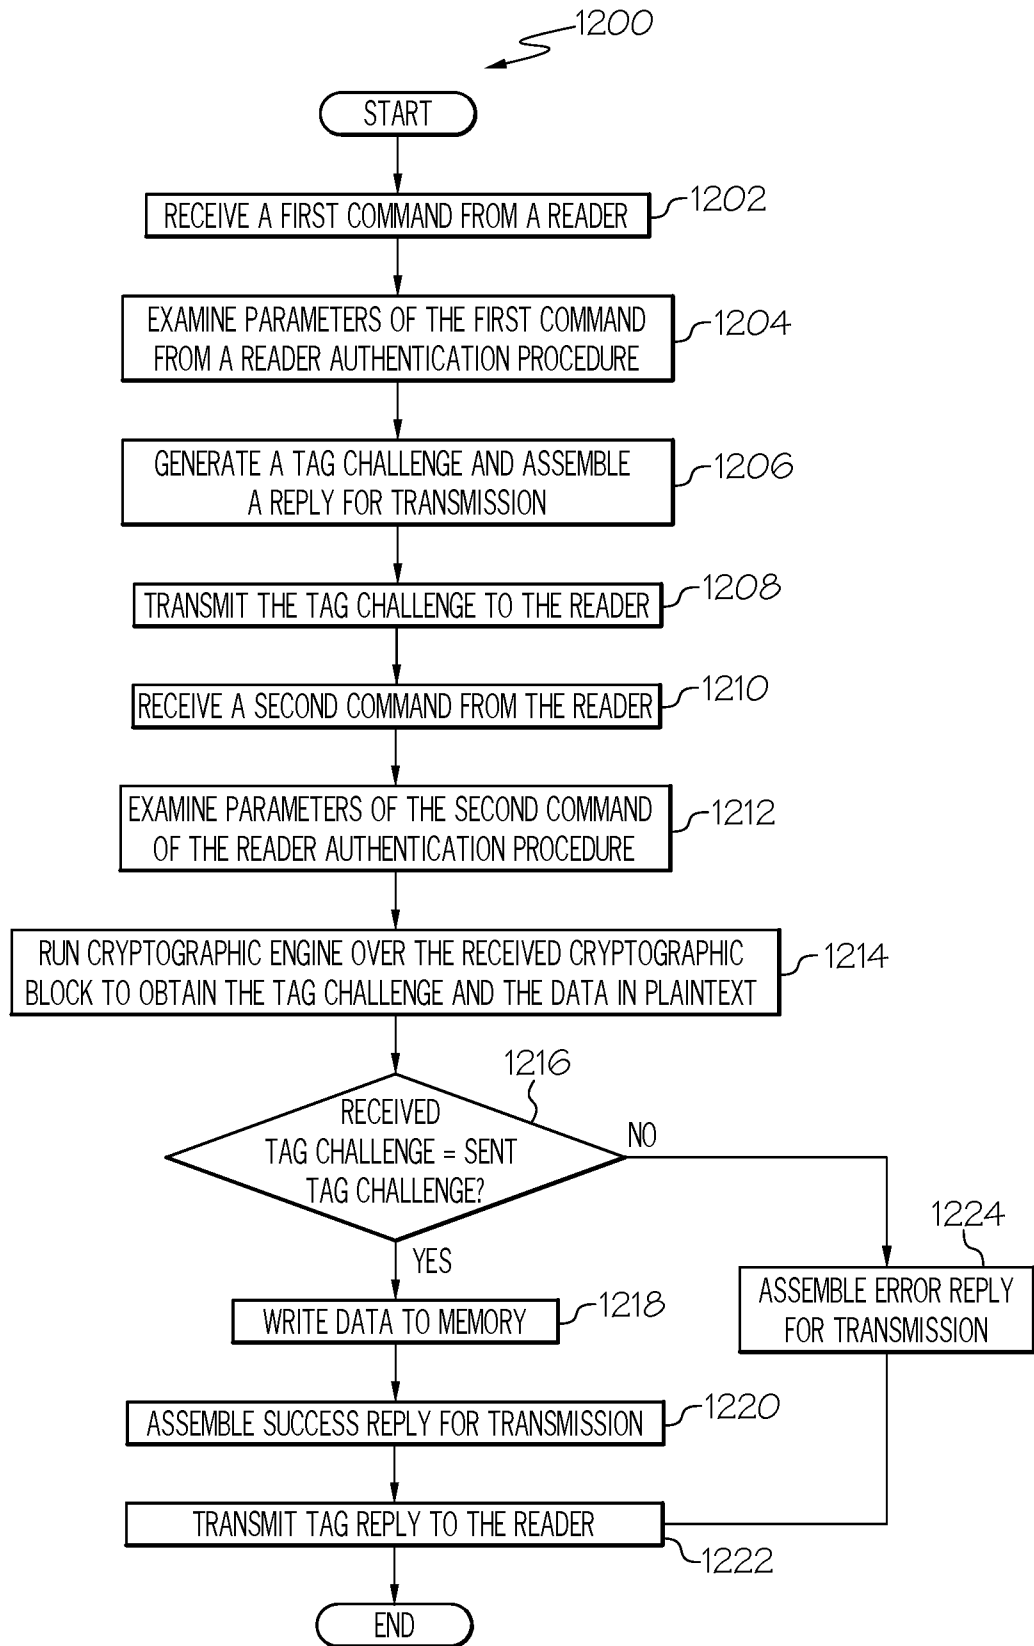 1200
START
RECEIVE A FIRST COMMAND FROM A READER
1202
EXAMINE PARAMETERS OF THE FIRST COMMAND
FROM A READER AUTHENTICATION PROCEDURE
1204
GENERATE A TAG CHALLENGE AND ASSEMBLE
A REPLY FOR TRANSMISSION
1206
TRANSMIT THE TAG CHALLENGE TO THE READER
1208
RECEIVE A SECOND COMMAND FROM THE READER
1210
EXAMINE PARAMETERS OF THE SECOND COMMAND
OF THE READER AUTHENTICATION PROCEDURE
1212
RUN CRYPTOGRAPHIC ENGINE OVER THE RECEIVED CRYPTOGRAPHIC
BLOCK TO OBTAIN THE TAG CHALLENGE AND THE DATA IN PLAINTEXT
1214
1216
RECEIVED
TAG CHALLENGE = SENT
TAG CHALLENGE?
NO
YES
1224
ASSEMBLE ERROR REPLY
FOR TRANSMISSION
WRITE DATA TO MEMORY
1218
ASSEMBLE SUCCESS REPLY FOR TRANSMISSION
1220
TRANSMIT TAG REPLY TO THE READER
1222
END